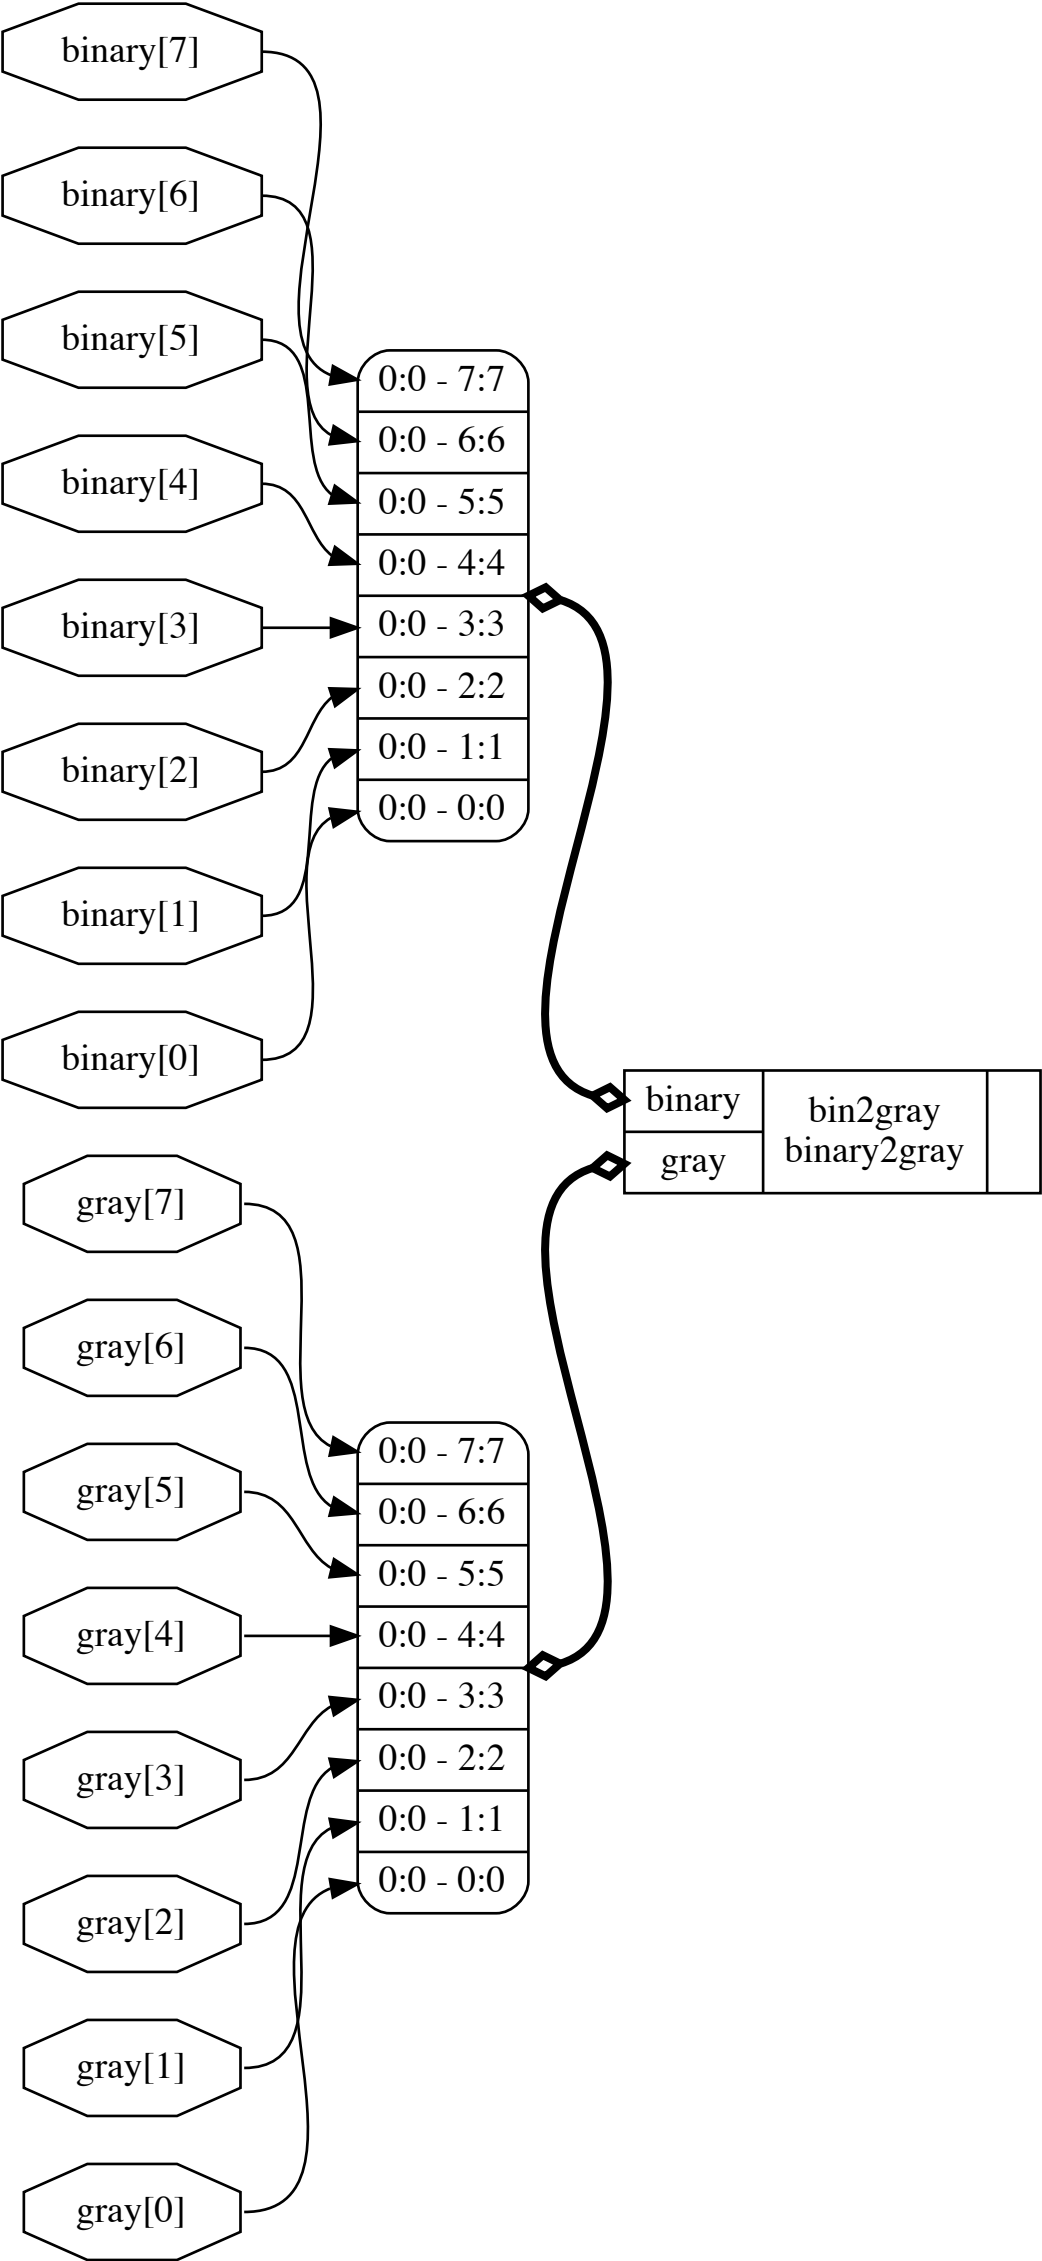 binary[7]
binary[6]
binary[5]
binary[4]
binary[3]
binary[2]
binary[1]
binary[0]
0:0 - 7:7
0:0 - 6:6
0:0 - 5:5
0:0 - 4:4
0:0 - 3:3
0:0 - 2:2
0:0 - 1:1
0:0 - 0:0
binary
gray
bin2gray
binary2gray
gray[7]
gray[6]
gray[5]
gray[4]
gray[3]
gray[2]
gray[1]
gray[0]
0:0 - 7:7
0:0 - 6:6
0:0 - 5:5
0:0 - 4:4
0:0 - 3:3
0:0 - 2:2
0:0 - 1:1
0:0 - 0:0